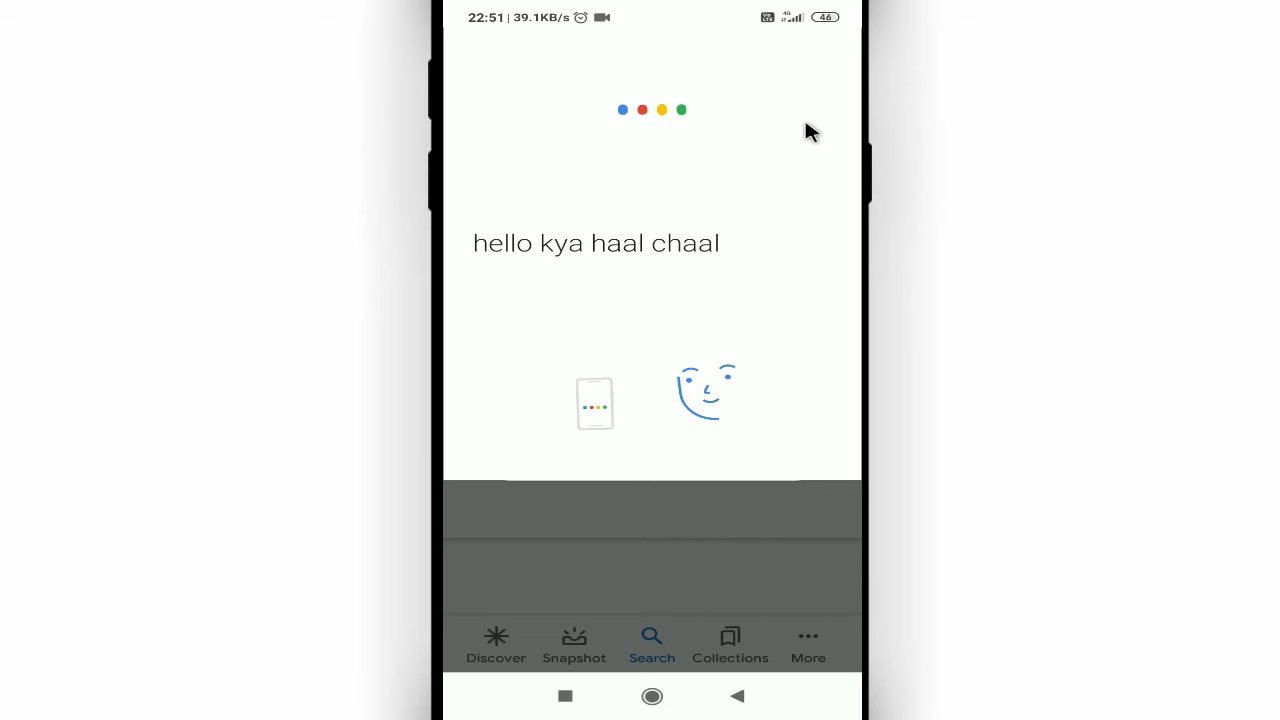 22:51 | 39.1KB/s 46
hello kya haal chaal
Discover Snapshot Search Collections More